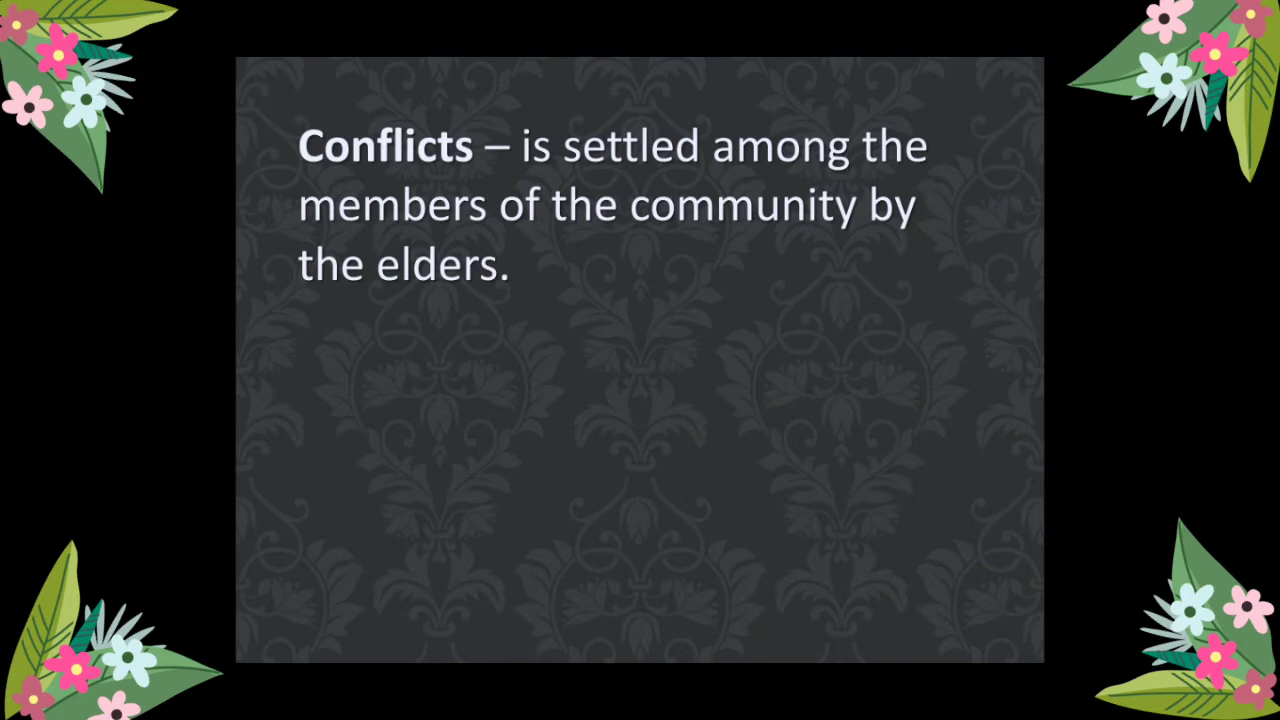 Conflicts – is settled among the
members of the community by
the elders.